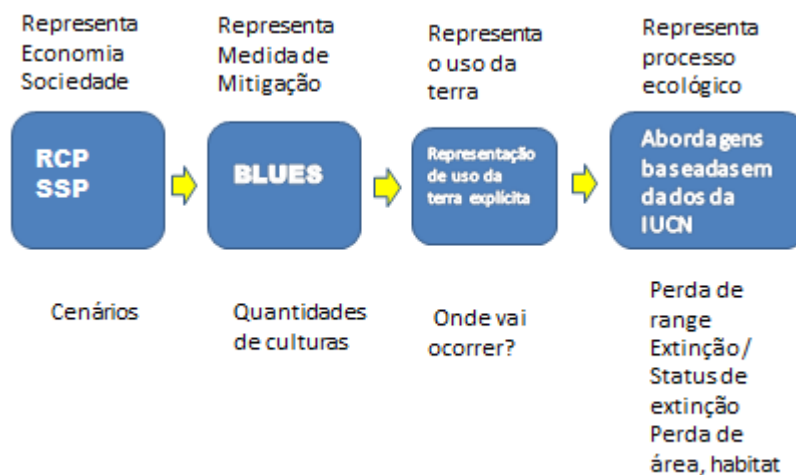 Representa
Economia
Sociedade
Representa
Medida de
Mitigação
Representa
o uso da
terra
Representa
processo
ecológico
RCP
SSP
BLUES
Representação
de uso da
terra explícita
Abordagens
baseadas em
dados da
IUCN
Cenários
Quantidades
de culturas
Onde vai
ocorrer?
Perda de
range
Extinção /
Status de
extinção
Perda de
área, habitat